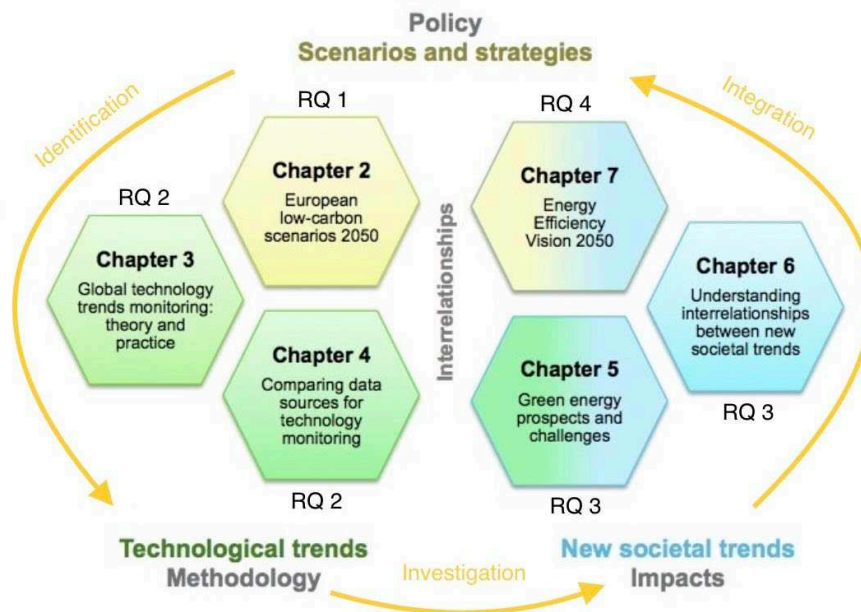 Policy
Scenarios and strategies
Identification
Integration
RQ 1
Chapter 2
European
low-carbon
scenarios 2050
RQ 4
Chapter 7
Energy
Efficiency
Vision 2050
RQ 2
Chapter 3
Global technology
trends monitoring:
theory and
practice
Interrelationships
Chapter 6
Understanding
interrelationships
between new
societal trends
RQ 3
Chapter 4
Comparing data
sources for
technology
monitoring
RQ 2
Chapter 5
Green energy
prospects and
challenges
RQ 3
Technological trends
Methodology
Investigation
New societal trends
Impacts